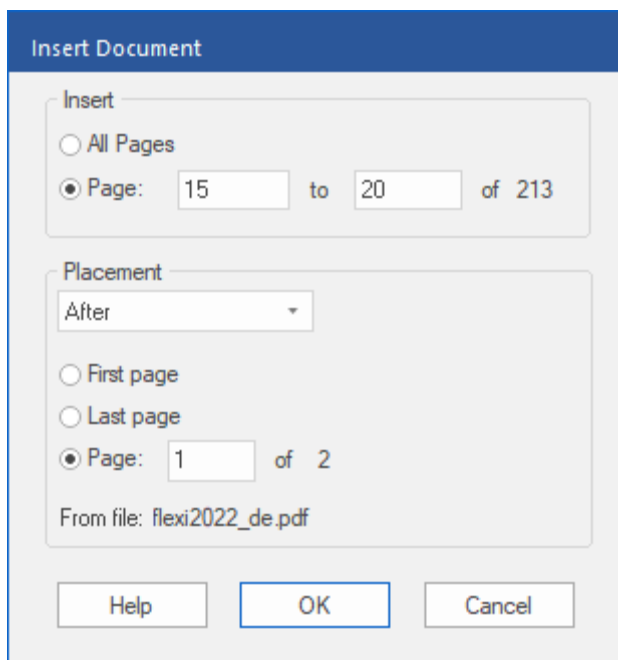 Insert Document
Insert
All Pages
Page: 15 to 20 of 213
Placement
After
First page
Last page
Page: 1 of 2
From file: flexi2022_de.pdf
Help OK Cancel